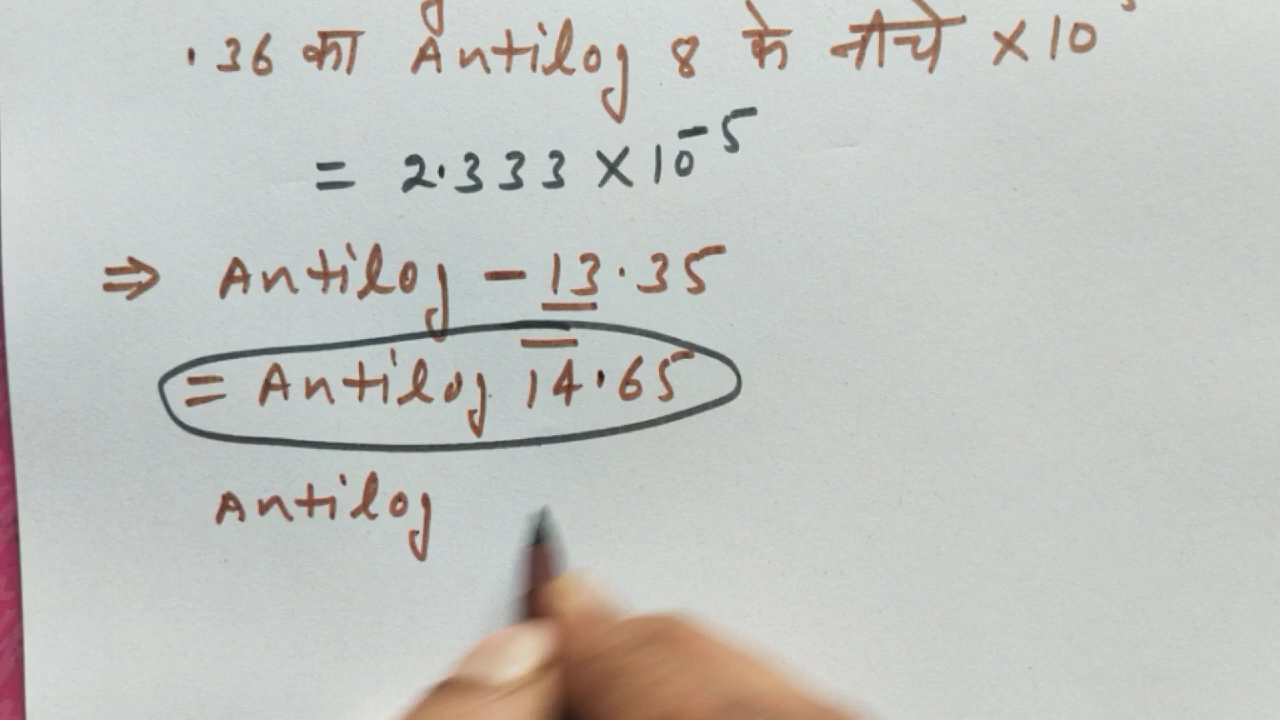 .36 का Antilog 8 के नीचे × 10
= 2.333 × 10⁻⁵
⇒ Antilog - 13.35
= Antilog 1̅4̅.65
Antilog